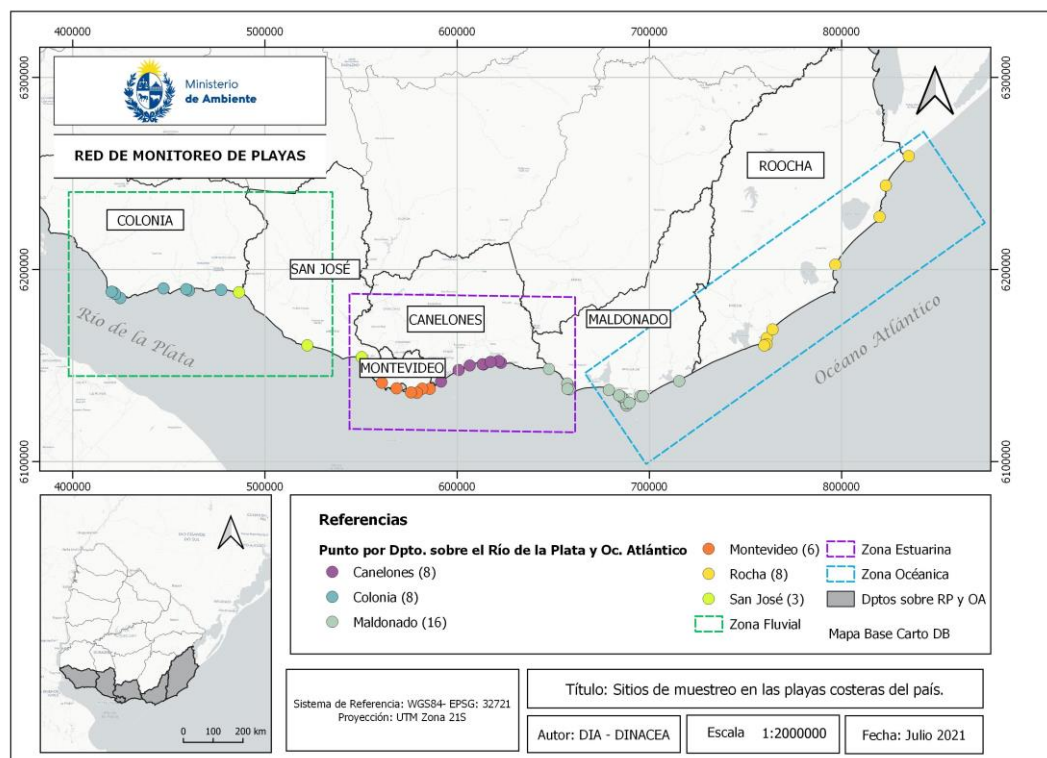 400000
500000
600000
700000
800000
6300000
6300000
Ministerio
de Ambiente
RED DE MONITOREO DE PLAYAS
ROOCHA
COLONIA
SAN JOSÉ
6200000
6200000
CANELONES
MALDONADO
Río de la Plata
Océano Atlántico
MONTEVIDEO
6100000
6100000
400000
500000
600000
700000
800000
Referencias
Punto por Dpto. sobre el Río de la Plata y Oc. Atlántico
Canelones (8)
Colonia (8)
Maldonado (16)
Montevideo (6)
Rocha (8)
San José (3)
Zona Fluvial
Zona Estuarina
Zona Océanica
Dptos sobre RP y OA
Mapa Base Carto DB
0 100 200 km
Sistema de Referencia: WGS84- EPSG: 32721
Proyección: UTM Zona 21S
Título: Sitios de muestreo en las playas costeras del país.
Autor: DIA - DINACEA
Escala 1:2000000
Fecha: Julio 2021